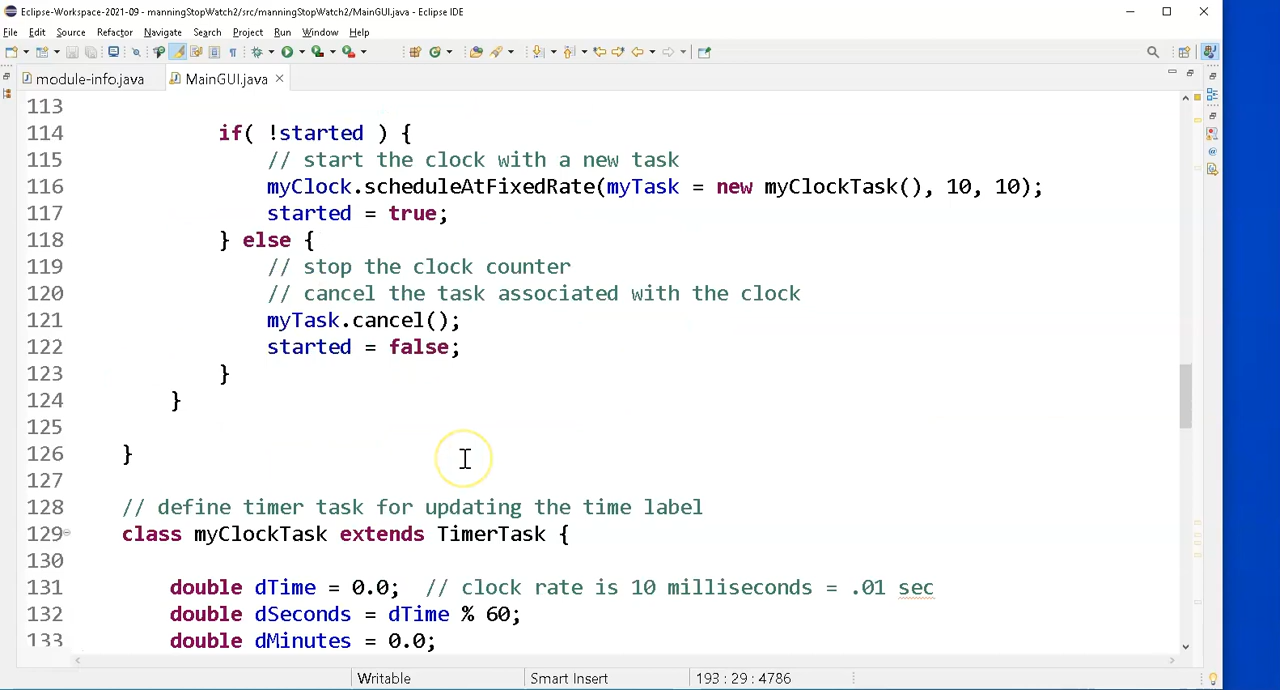 Eclipse-Workspace-2021-09 - manningStopWatch2/src/manningStopWatch2/MainGUI.java - Eclipse IDE
File Edit Source Refactor Navigate Search Project Run Window Help
module-info.java MainGUI.java
113
114 if( !started ) {
115 // start the clock with a new task
116 myClock.scheduleAtFixedRate(myTask = new myClockTask(), 10, 10);
117 started = true;
118 } else {
119 // stop the clock counter
120 // cancel the task associated with the clock
121 myTask.cancel();
122 started = false;
123 }
124 }
125
126 }
127
128 // define timer task for updating the time label
129 class myClockTask extends TimerTask {
130
131 double dTime = 0.0; // clock rate is 10 milliseconds = .01 sec
132 double dSeconds = dTime % 60;
133 double dMinutes = 0.0;
Writable Smart Insert 193 : 29 : 4786